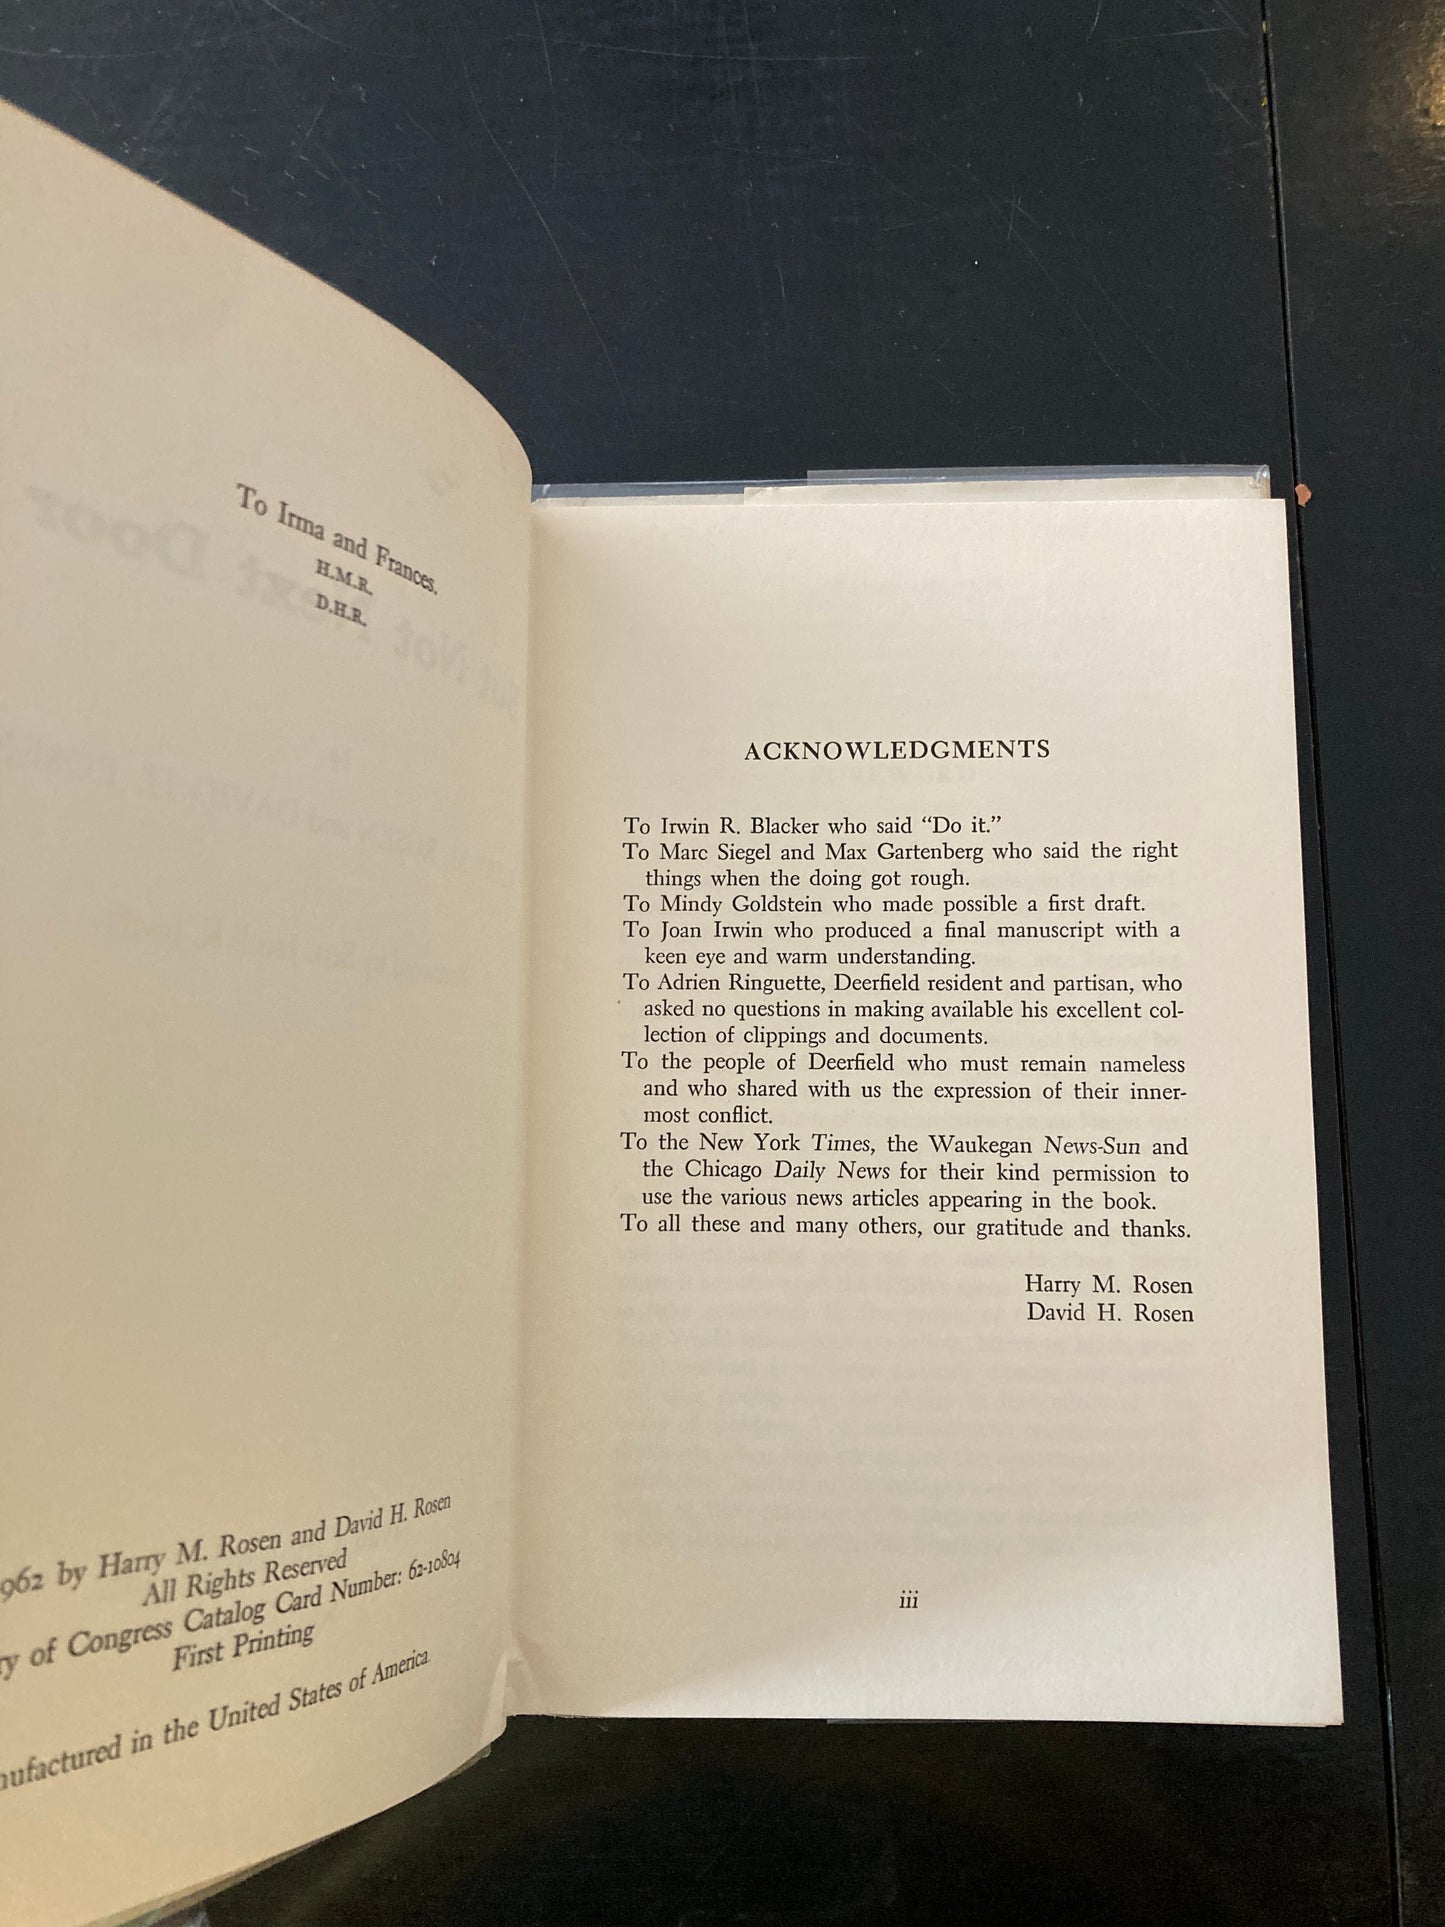 To Irma and Frances.
H.M.R.
D.H.R.
962 by Harry M. Rosen and David H. Rosen
All Rights Reserved
ry of Congress Catalog Card Number: 62-10804
First Printing
nufactured in the United States of America.
ACKNOWLEDGMENTS
To Irwin R. Blacker who said “Do it.”
To Marc Siegel and Max Gartenberg who said the right
things when the doing got rough.
To Mindy Goldstein who made possible a first draft.
To Joan Irwin who produced a final manuscript with a
keen eye and warm understanding.
To Adrien Ringuette, Deerfield resident and partisan, who
asked no questions in making available his excellent col-
lection of clippings and documents.
To the people of Deerfield who must remain nameless
and who shared with us the expression of their inner-
most conflict.
To the New York Times, the Waukegan News-Sun and
the Chicago Daily News for their kind permission to
use the various news articles appearing in the book.
To all these and many others, our gratitude and thanks.
Harry M. Rosen
David H. Rosen
iii